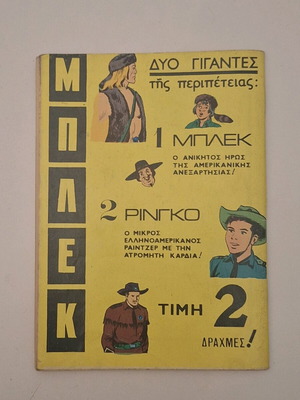 ΜΠΛΕΚ
ΔΥΟ ΓΙΓΑΝΤΕΣ
τῆς περιπέτειας:
1 ΜΠΛΕΚ
Ο ΑΝΙΚΗΤΟΣ ΗΡΩΣ
ΤΗΣ ΑΜΕΡΙΚΑΝΙΚΗΣ
ΑΝΕΞΑΡΤΗΣΙΑΣ!
2 ΡΙΝΓΚΟ
Ο ΜΙΚΡΟΣ
ΕΛΛΗΝΟΑΜΕΡΙΚΑΝΟΣ
ΡΑΙΝΤΖΕΡ ΜΕ ΤΗΝ
ΑΤΡΟΜΗΤΗ ΚΑΡΔΙΑ!
ΤΙΜΗ 2
ΔΡΑΧΜΕΣ!